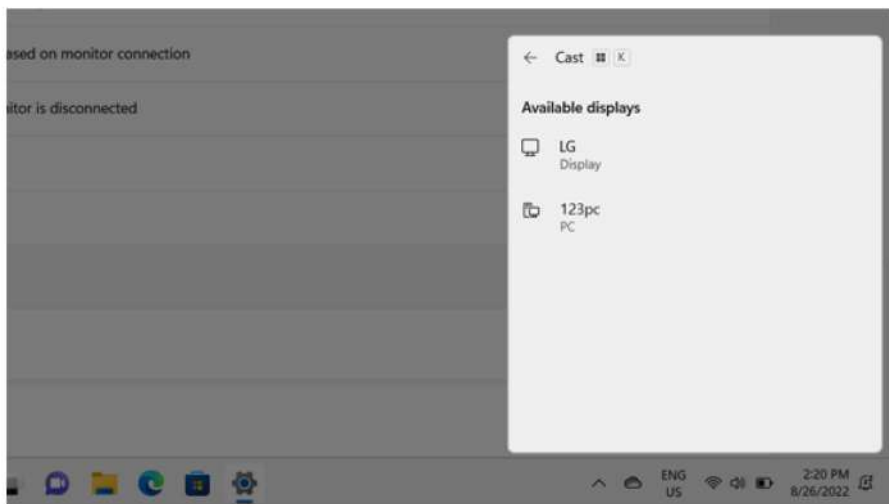 ased on monitor connection
nitor is disconnected
Cast K
Available displays
LG
Display
123pc
PC
ENG
US
2:20 PM
8/26/2022